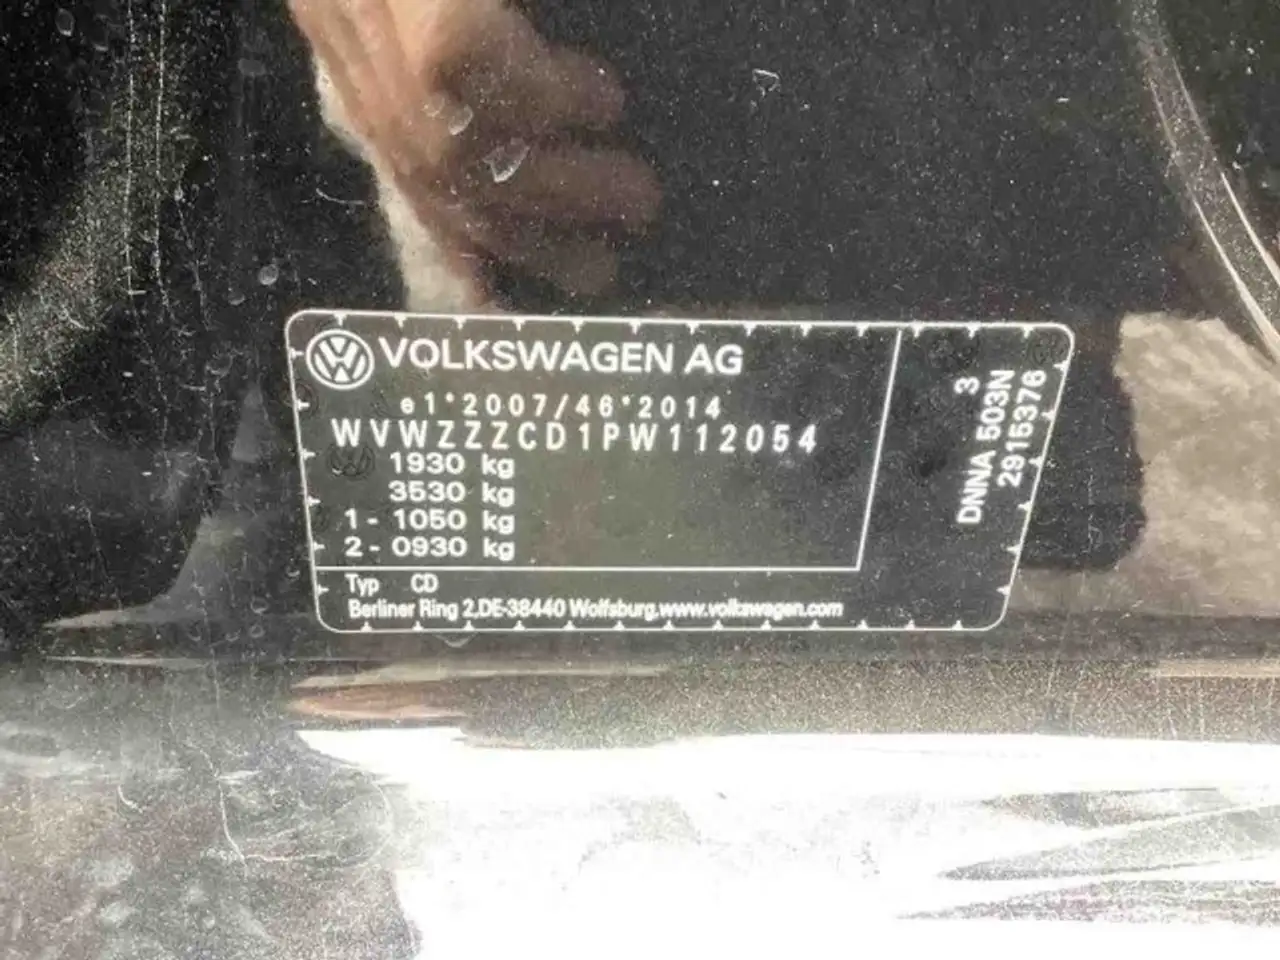 VOLKSWAGEN AG
e1*2007/46*2014
WVWZZZCD1PW112054
1930 kg
3530 kg
1 - 1050 kg
2 - 0930 kg
Typ CD
Berliner Ring 2,DE-38440 Wolfsburg,www.volkswagen.com
3
DNNA 503N
2915376